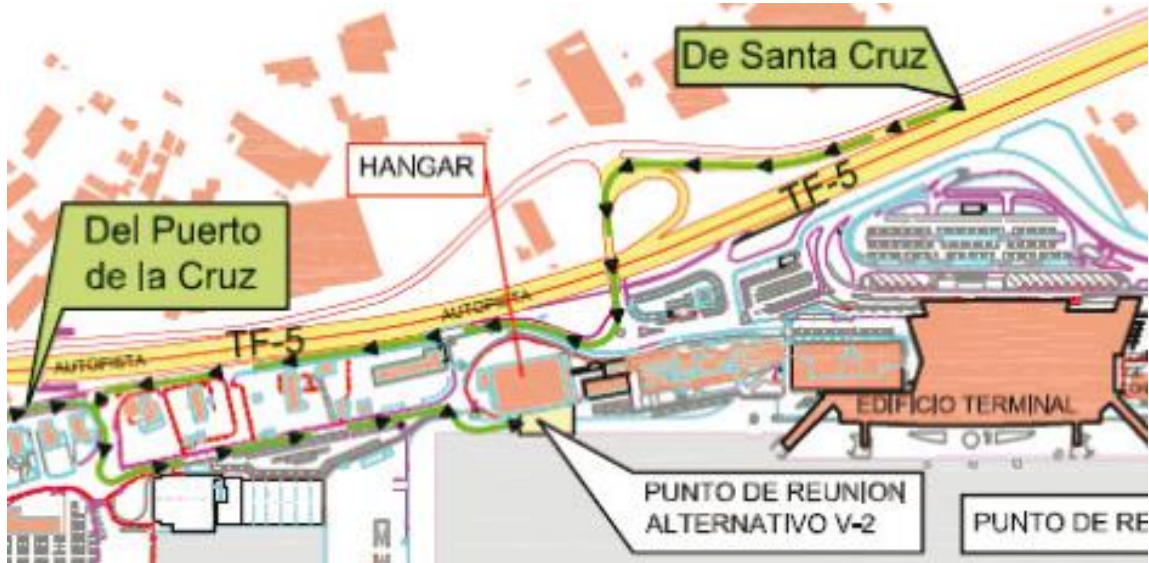 De Santa Cruz
HANGAR
TF-5
Del Puerto
de la Cruz
AUTOPISTA
TF-5
AUTOPISTA
EDIFICIO TERMINAL
PUNTO DE REUNION
ALTERNATIVO V-2
PUNTO DE RE